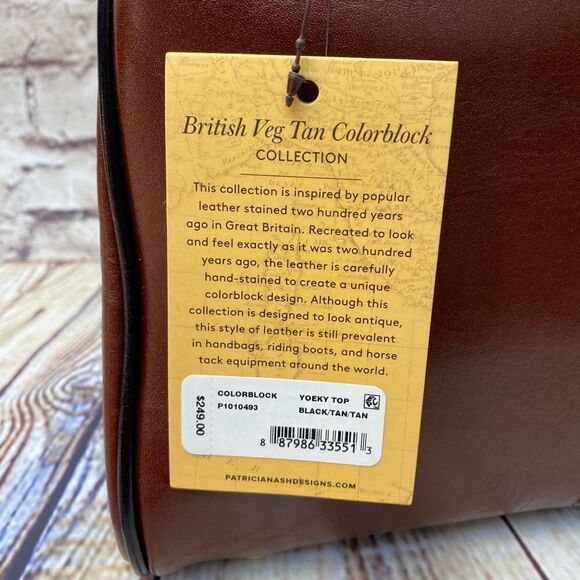 British Veg Tan Colorblock
COLLECTION
This collection is inspired by popular
leather stained two hundred years
ago in Great Britain. Recreated to look
and feel exactly as it was two hundred
years ago, the leather is carefully
hand-stained to create a unique
colorblock design. Although this
collection is designed to look antique,
this style of leather is still prevalent
in handbags, riding boots, and horse
tack equipment around the world.
$249.00
COLORBLOCK YOEKY TOP
P1010493 BLACK/TAN/TAN
8 87986 33551 3
PATRICIANASHDESIGNS.COM